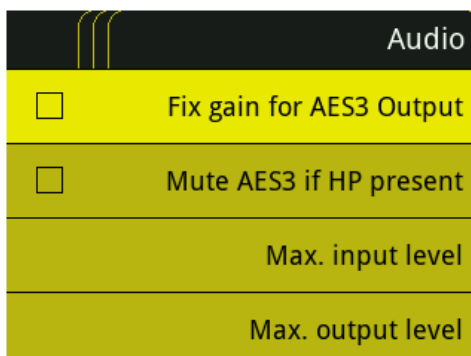 Audio
Fix gain for AES3 Output
Mute AES3 if HP present
Max. input level
Max. output level